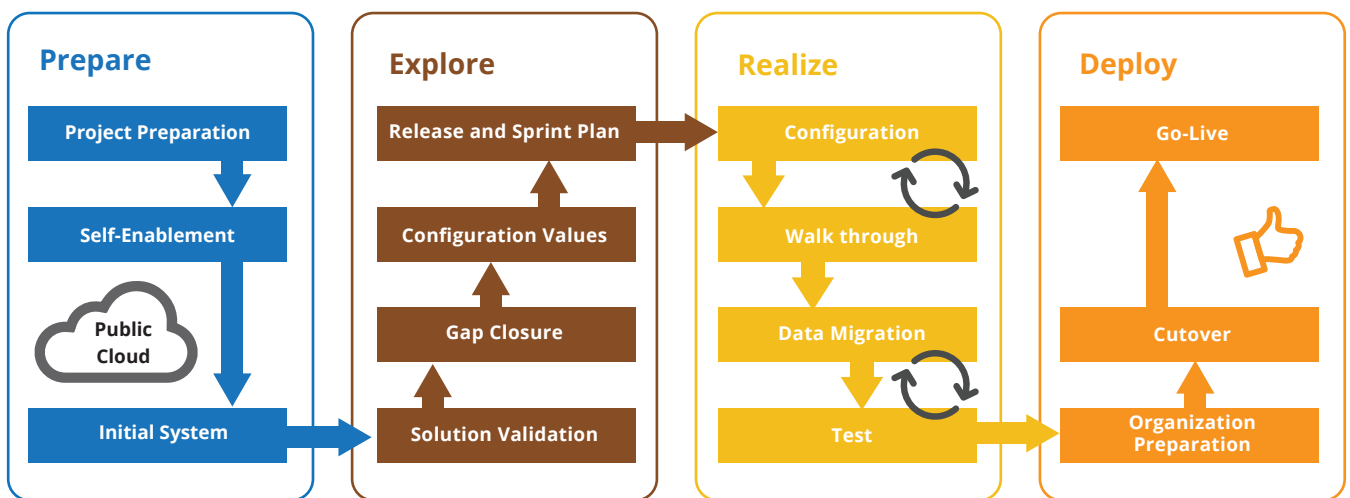 Prepare
Project Preparation
Self-Enablement
Public
Cloud
Initial System
Explore
Release and Sprint Plan
Configuration Values
Gap Closure
Solution Validation
Realize
Configuration
Walk through
Data Migration
Test
Deploy
Go-Live
Cutover
Organization
Preparation